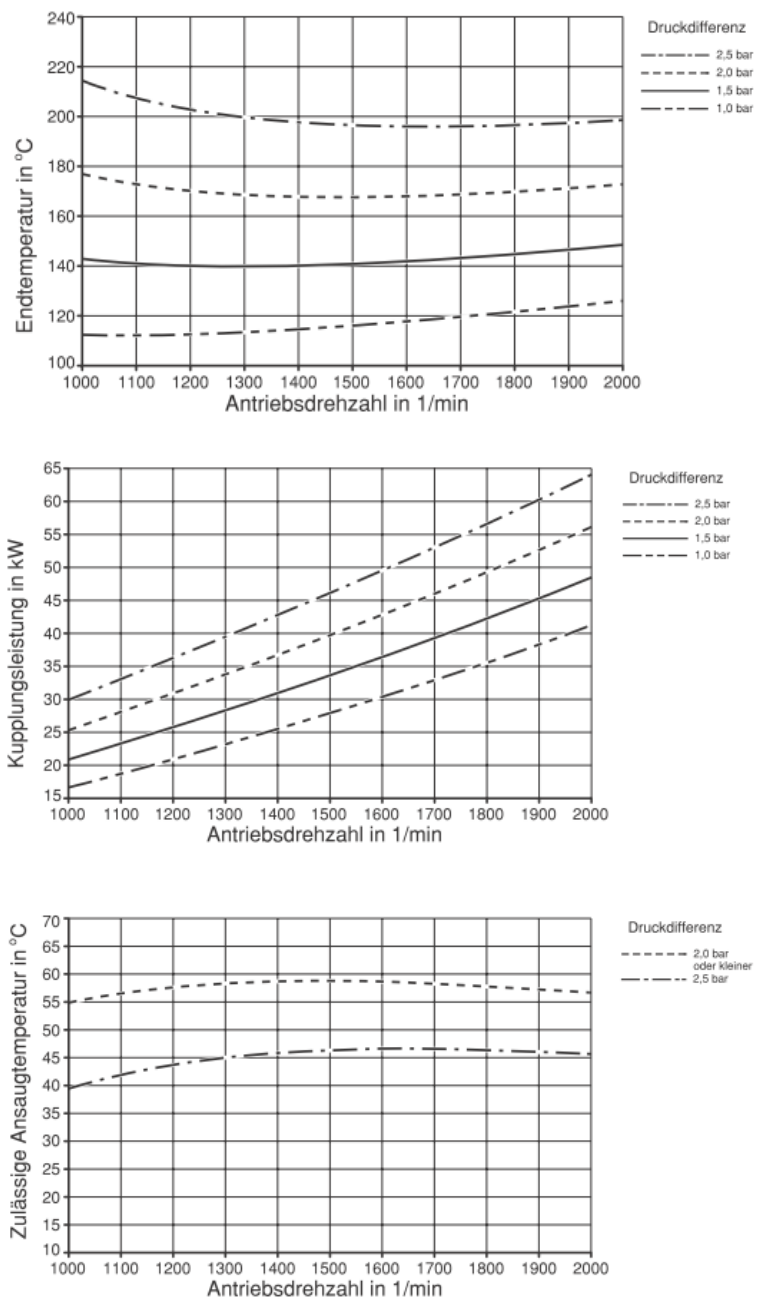 240
220
200
180
160
140
120
100
Endtemperatur in °C
1000 1100 1200 1300 1400 1500 1600 1700 1800 1900 2000
Antriebsdrehzahl in 1/min
Druckdifferenz
2,5 bar
2,0 bar
1,5 bar
1,0 bar
65
60
55
50
45
40
35
30
25
20
15
Kupplungsleistung in kW
1000 1100 1200 1300 1400 1500 1600 1700 1800 1900 2000
Antriebsdrehzahl in 1/min
Druckdifferenz
2,5 bar
2,0 bar
1,5 bar
1,0 bar
70
65
60
55
50
45
40
35
30
25
20
15
10
Zulässige Ansaugtemperatur in °C
1000 1100 1200 1300 1400 1500 1600 1700 1800 1900 2000
Antriebsdrehzahl in 1/min
Druckdifferenz
2,0 bar
oder kleiner
2,5 bar